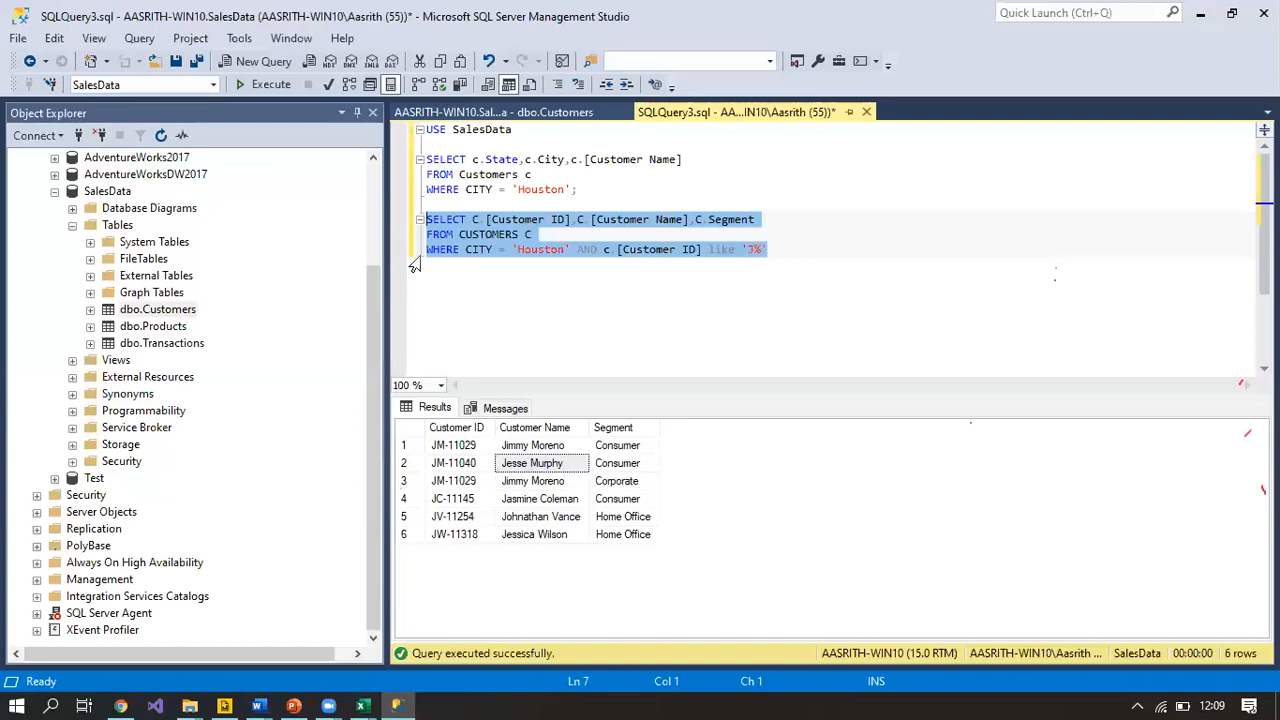 SQLQuery3.sql - AASRITH-WIN10.SalesData (AASRITH-WIN10\Aasrith (55))* - Microsoft SQL Server Management Studio
Quick Launch (Ctrl+Q)
File Edit View Query Project Tools Window Help
New Query
MDX DMX XMLA DAX
SalesData
Execute
Object Explorer
Connect
AdventureWorks2017
AdventureWorksDW2017
SalesData
Database Diagrams
Tables
System Tables
FileTables
External Tables
Graph Tables
dbo.Customers
dbo.Products
dbo.Transactions
Views
External Resources
Synonyms
Programmability
Service Broker
Storage
Security
Test
Security
Server Objects
Replication
PolyBase
Always On High Availability
Management
Integration Services Catalogs
SQL Server Agent
XEvent Profiler
AASRITH-WIN10.Sal...a - dbo.Customers
SQLQuery3.sql - AA...IN10\Aasrith (55))*
USE SalesData
SELECT c.State,c.City,c.[Customer Name]
FROM Customers c
WHERE CITY = 'Houston';
SELECT C.[Customer ID],C.[Customer Name],C.Segment
FROM CUSTOMERS C
WHERE CITY = 'Houston' AND c.[Customer ID] like 'J%'
100 %
Results Messages
Customer ID Customer Name Segment
1 JM-11029 Jimmy Moreno Consumer
2 JM-11040 Jesse Murphy Consumer
3 JM-11029 Jimmy Moreno Corporate
4 JC-11145 Jasmine Coleman Consumer
5 JV-11254 Johnathan Vance Home Office
6 JW-11318 Jessica Wilson Home Office
Query executed successfully.
AASRITH-WIN10 (15.0 RTM) AASRITH-WIN10\Aasrith ... SalesData 00:00:00 6 rows
Ready Ln 7 Col 1 Ch 1 INS
12:09